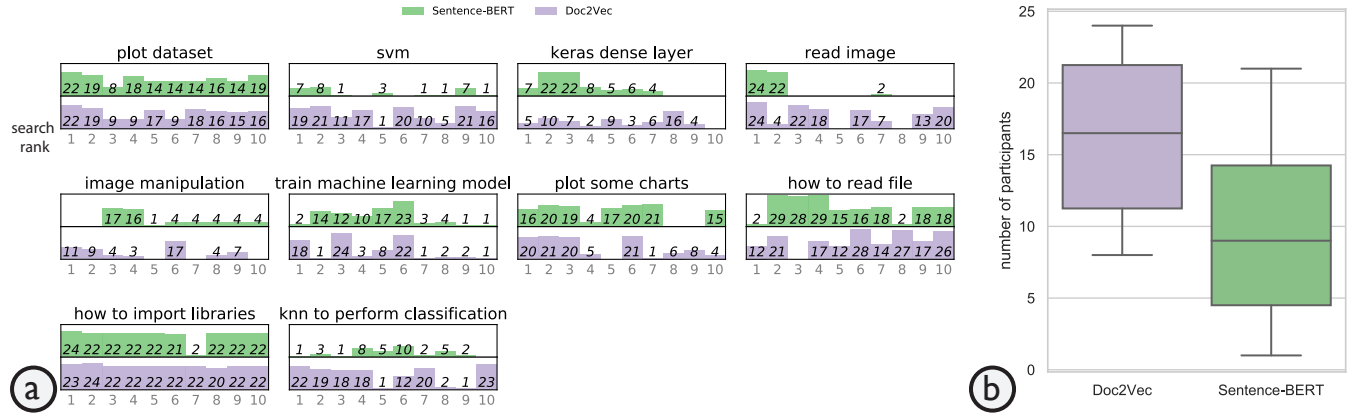 Sentence-BERT Doc2Vec
plot dataset svm keras dense layer read image
22 19 8 18 14 14 14 16 14 19 7 8 1 3 1 1 7 1 7 22 22 8 5 6 4 24 22 2
22 19 9 9 17 9 18 16 15 16 19 21 11 17 1 20 10 5 21 16 5 10 7 2 9 3 6 16 4 24 4 22 18 17 7 13 20
search
rank
1 2 3 4 5 6 7 8 9 10 1 2 3 4 5 6 7 8 9 10 1 2 3 4 5 6 7 8 9 10 1 2 3 4 5 6 7 8 9 10
image manipulation train machine learning model plot some charts how to read file
17 16 1 4 4 4 4 4 2 14 12 10 17 23 3 4 1 1 16 20 19 4 17 20 21 15 2 29 28 29 15 16 18 2 18 18
11 9 4 3 17 4 7 18 1 24 3 8 22 1 2 2 1 20 21 20 5 21 1 6 8 4 12 21 17 12 28 14 27 17 26
1 2 3 4 5 6 7 8 9 10 1 2 3 4 5 6 7 8 9 10 1 2 3 4 5 6 7 8 9 10 1 2 3 4 5 6 7 8 9 10
how to import libraries knn to perform classification
24 22 22 22 22 21 2 22 22 22 1 3 1 8 5 10 2 5 2
23 24 22 22 22 22 22 20 22 22 22 19 18 18 1 12 20 2 1 23
1 2 3 4 5 6 7 8 9 10 1 2 3 4 5 6 7 8 9 10
a
number of participants
25
20
15
10
5
0
Doc2Vec Sentence-BERT
b